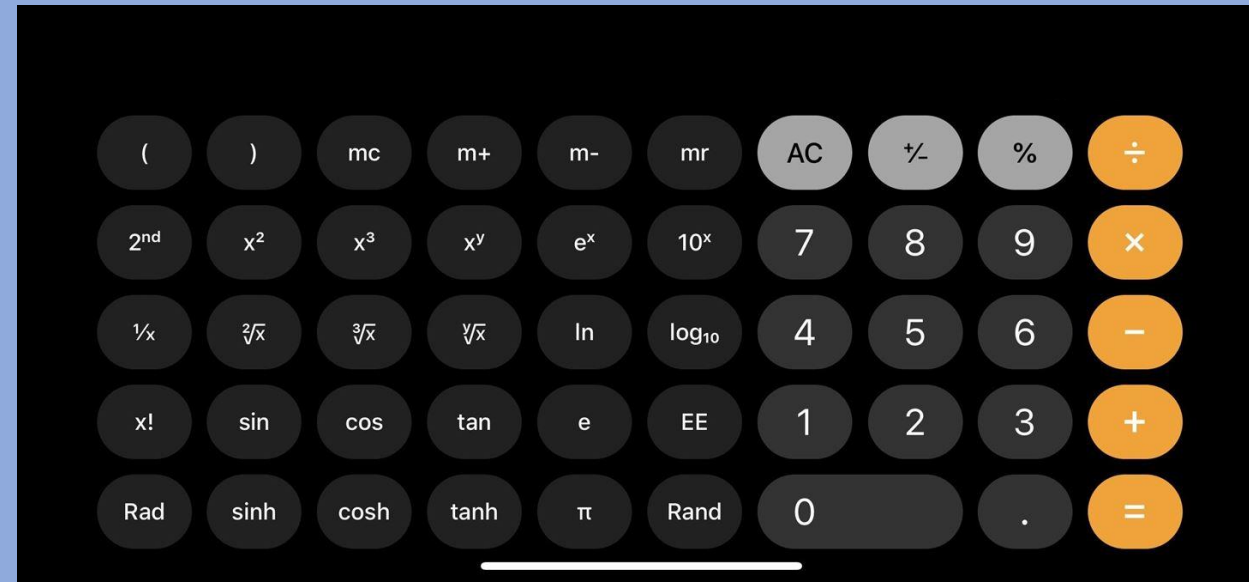 ( ) mc m+ m- mr AC +/- % ÷
2ⁿᵈ x² x³ xʸ eˣ 10ˣ 7 8 9 ×
¹⁄ₓ ²√x ³√x ʸ√x ln log₁₀ 4 5 6 −
x! sin cos tan e EE 1 2 3 +
Rad sinh cosh tanh π Rand 0 . =